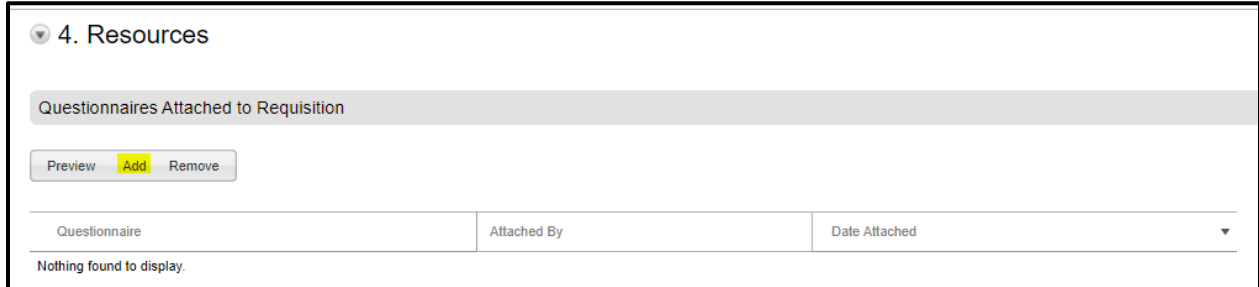 4. Resources
Questionnaires Attached to Requisition
Preview Add Remove
Questionnaire Attached By Date Attached
Nothing found to display.